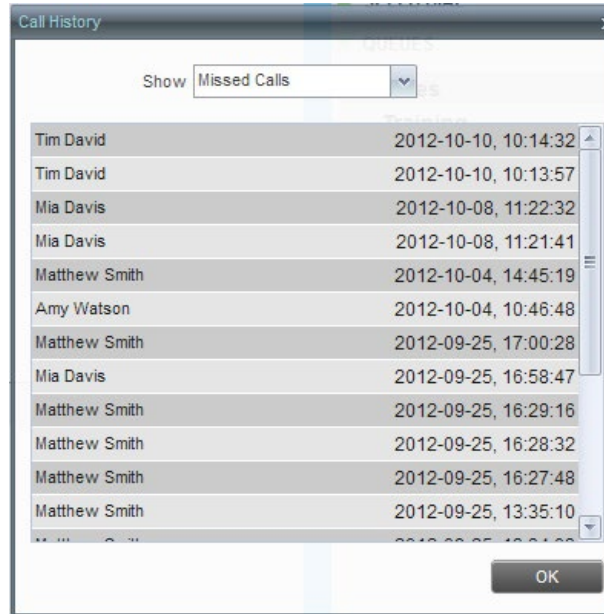 Call History
QUEUES
Show Missed Calls
Training
Tim David 2012-10-10, 10:14:32
Tim David 2012-10-10, 10:13:57
Mia Davis 2012-10-08, 11:22:32
Mia Davis 2012-10-08, 11:21:41
Matthew Smith 2012-10-04, 14:45:19
Amy Watson 2012-10-04, 10:46:48
Matthew Smith 2012-09-25, 17:00:28
Mia Davis 2012-09-25, 16:58:47
Matthew Smith 2012-09-25, 16:29:16
Matthew Smith 2012-09-25, 16:28:32
Matthew Smith 2012-09-25, 16:27:48
Matthew Smith 2012-09-25, 13:35:10
OK